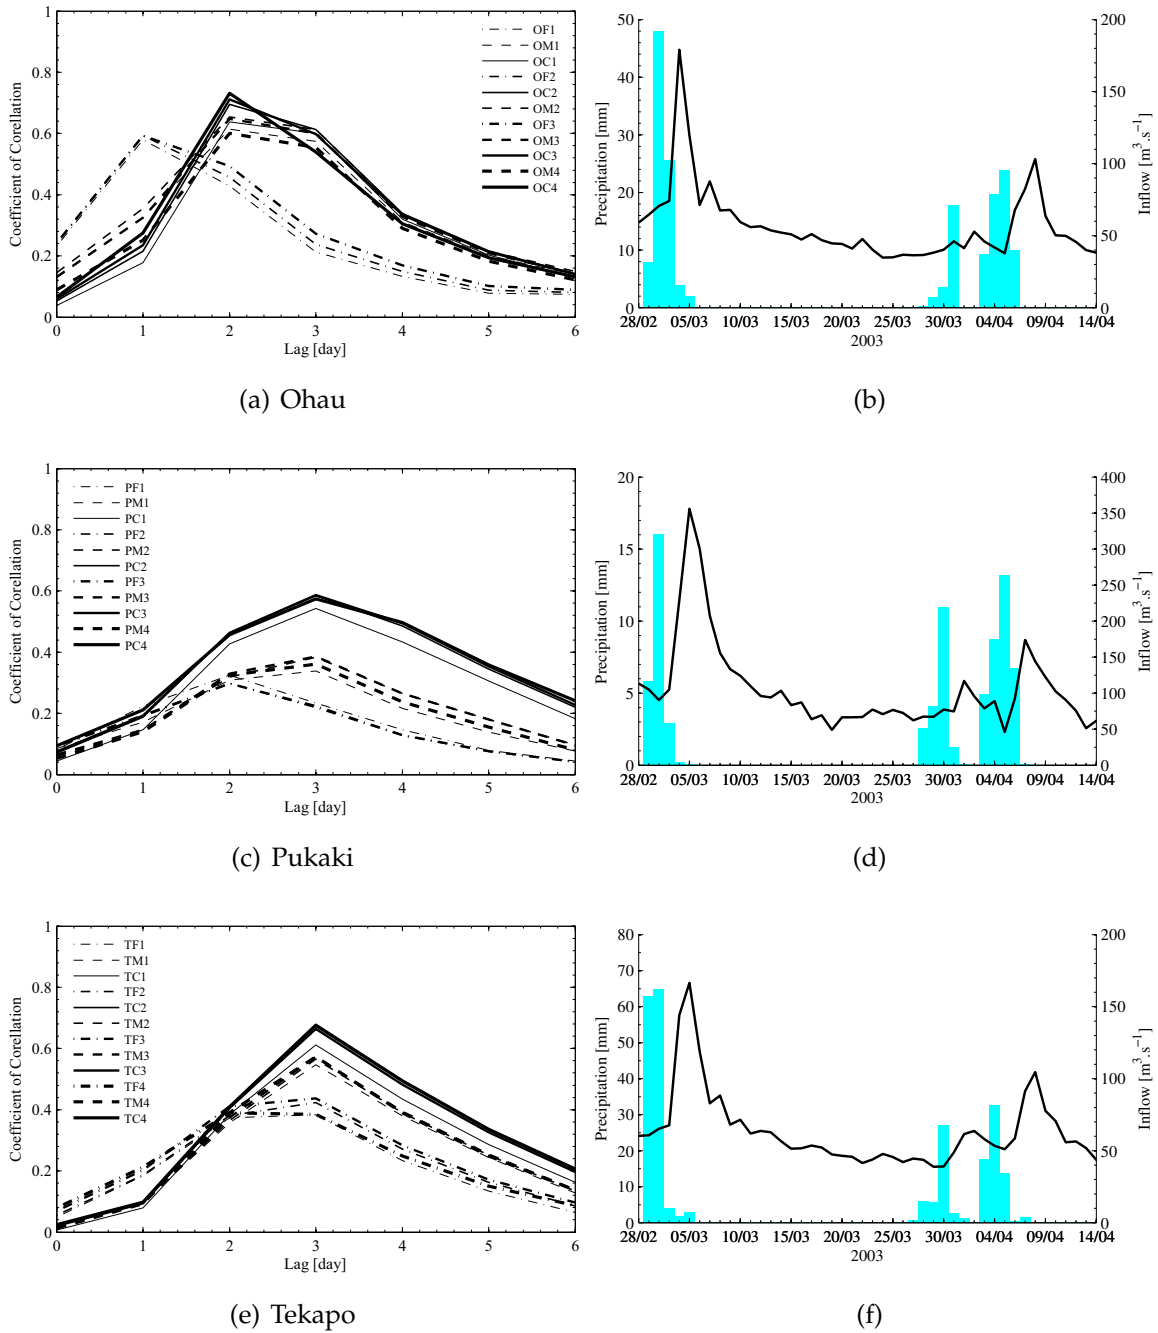 1
0.8
0.6
0.4
0.2
0
Coefficient of Corellation
OF1
OM1
OC1
OF2
OC2
OM2
OF3
OM3
OC3
OM4
OC4
0 1 2 3 4 5 6
Lag [day]
(a) Ohau
50
40
30
20
10
0
Precipitation [mm]
200
150
100
50
0
Inflow [m³.s⁻¹]
28/02 05/03 10/03 15/03 20/03 25/03 30/03 04/04 09/04 14/04
2003
(b)
1
0.8
0.6
0.4
0.2
0
Coefficient of Corellation
PF1
PM1
PC1
PF2
PM2
PC2
PF3
PM3
PC3
PM4
PC4
0 1 2 3 4 5 6
Lag [day]
(c) Pukaki
20
15
10
5
0
Precipitation [mm]
400
350
300
250
200
150
100
50
0
Inflow [m³.s⁻¹]
28/02 05/03 10/03 15/03 20/03 25/03 30/03 04/04 09/04 14/04
2003
(d)
1
0.8
0.6
0.4
0.2
0
Coefficient of Corellation
TF1
TM1
TC1
TF2
TC2
TM2
TF3
TM3
TC3
TF4
TM4
TC4
0 1 2 3 4 5 6
Lag [day]
(e) Tekapo
80
70
60
50
40
30
20
10
0
Precipitation [mm]
200
150
100
50
0
Inflow [m³.s⁻¹]
28/02 05/03 10/03 15/03 20/03 25/03 30/03 04/04 09/04 14/04
2003
(f)